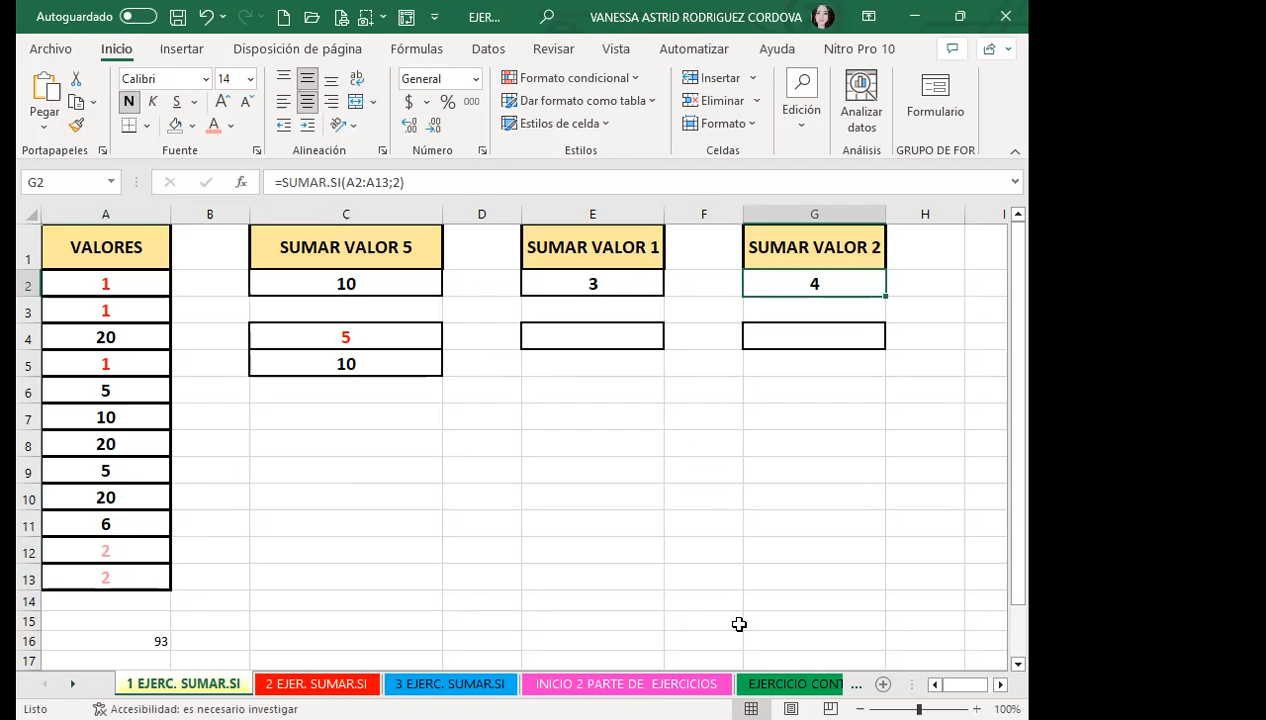 Autoguardado
EJER...
VANESSA ASTRID RODRIGUEZ CORDOVA
Archivo Inicio Insertar Disposición de página Fórmulas Datos Revisar Vista Automatizar Ayuda Nitro Pro 10
Pegar
Portapapeles
Calibri 14
N K S
Fuente
Alineación
General
$ % 000
Número
Formato condicional
Dar formato como tabla
Estilos de celda
Estilos
Insertar
Eliminar
Formato
Celdas
Edición
Analizar
datos
Análisis
Formulario
GRUPO DE FOR
G2 fx =SUMAR.SI(A2:A13;2)
A B C D E F G H I
1 VALORES SUMAR VALOR 5 SUMAR VALOR 1 SUMAR VALOR 2
2 1 10 3 4
3 1
4 20 5
5 1 10
6 5
7 10
8 20
9 5
10 20
11 6
12 2
13 2
14
15
16 93
17
1 EJERC. SUMAR.SI 2 EJER. SUMAR.SI 3 EJERC. SUMAR.SI INICIO 2 PARTE DE EJERCICIOS EJERCICIO CONT ...
Listo Accesibilidad: es necesario investigar 100%